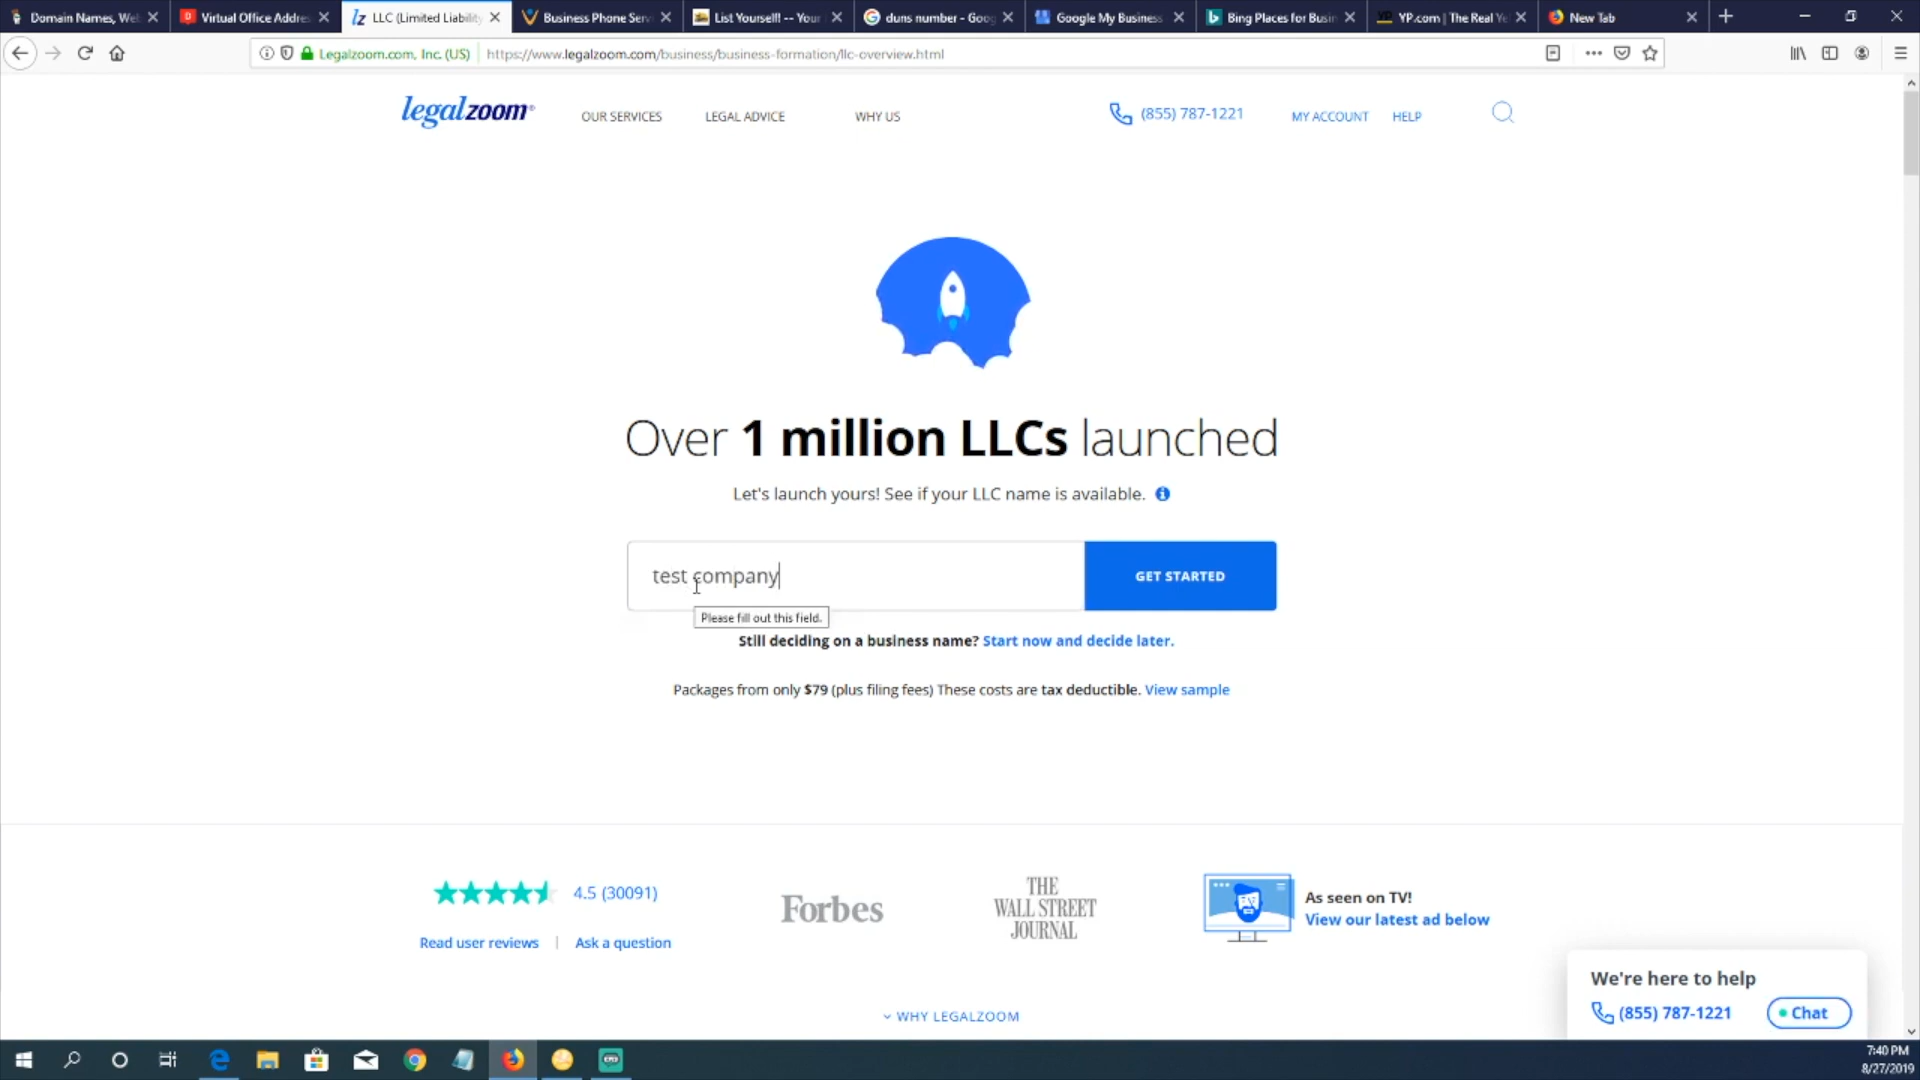 Domain Names, Wel
Virtual Office Addre
LLC (Limited Liability
Business Phone Serv
List Yourself! -- Your
duns number - Goog
Google My Business
Bing Places for Busin
YP.com | The Real Ye
New Tab
Legalzoom.com, Inc. (US)
https://www.legalzoom.com/business/business-formation/llc-overview.html
legalzoom
OUR SERVICES
LEGAL ADVICE
WHY US
(855) 787-1221
MY ACCOUNT
HELP
Over 1 million LLCs launched
Let's launch yours! See if your LLC name is available.
test company
GET STARTED
Please fill out this field.
Still deciding on a business name? Start now and decide later.
Packages from only $79 (plus filing fees) These costs are tax deductible. View sample
4.5 (30091)
Read user reviews | Ask a question
Forbes
THE
WALL STREET
JOURNAL
As seen on TV!
View our latest ad below
We're here to help
(855) 787-1221
Chat
WHY LEGALZOOM
7:40 PM
8/27/2019